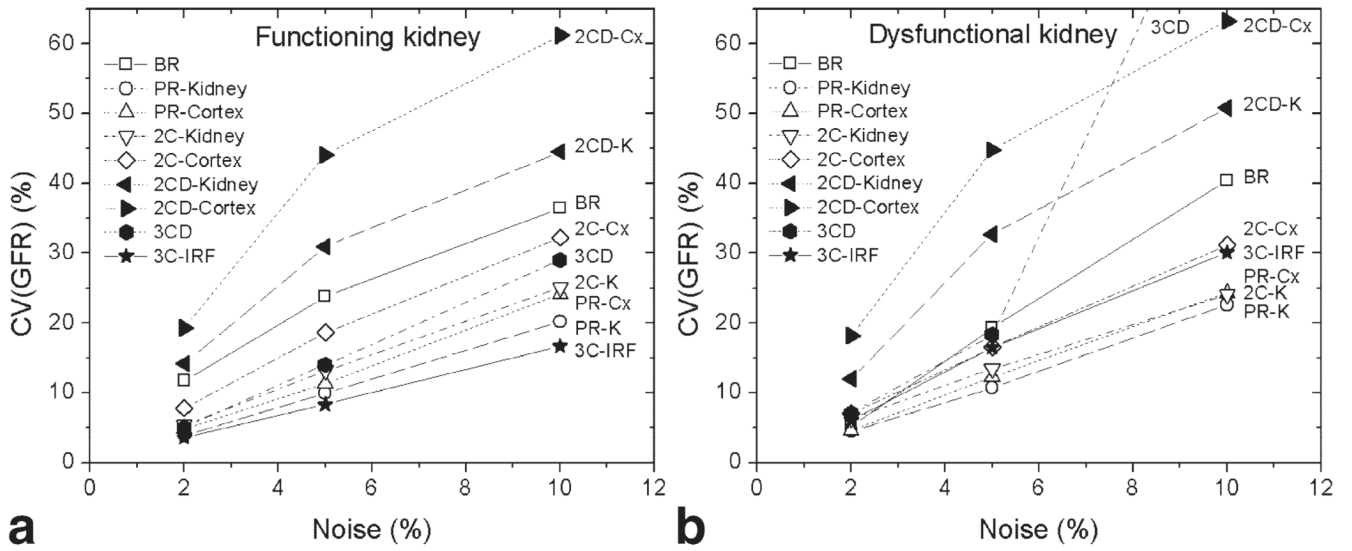 Functioning kidney
CV(GFR) (%)
60
50
40
30
20
10
0
BR
PR-Kidney
PR-Cortex
2C-Kidney
2C-Cortex
2CD-Kidney
2CD-Cortex
3CD
3C-IRF
2CD-Cx
2CD-K
BR
2C-Cx
3CD
2C-K
PR-Cx
PR-K
3C-IRF
0 2 4 6 8 10 12
Noise (%)
a
Dysfunctional kidney
CV(GFR) (%)
60
50
40
30
20
10
0
BR
PR-Kidney
PR-Cortex
2C-Kidney
2C-Cortex
2CD-Kidney
2CD-Cortex
3CD
3C-IRF
3CD
2CD-Cx
2CD-K
BR
2C-Cx
3C-IRF
PR-Cx
2C-K
PR-K
0 2 4 6 8 10 12
Noise (%)
b